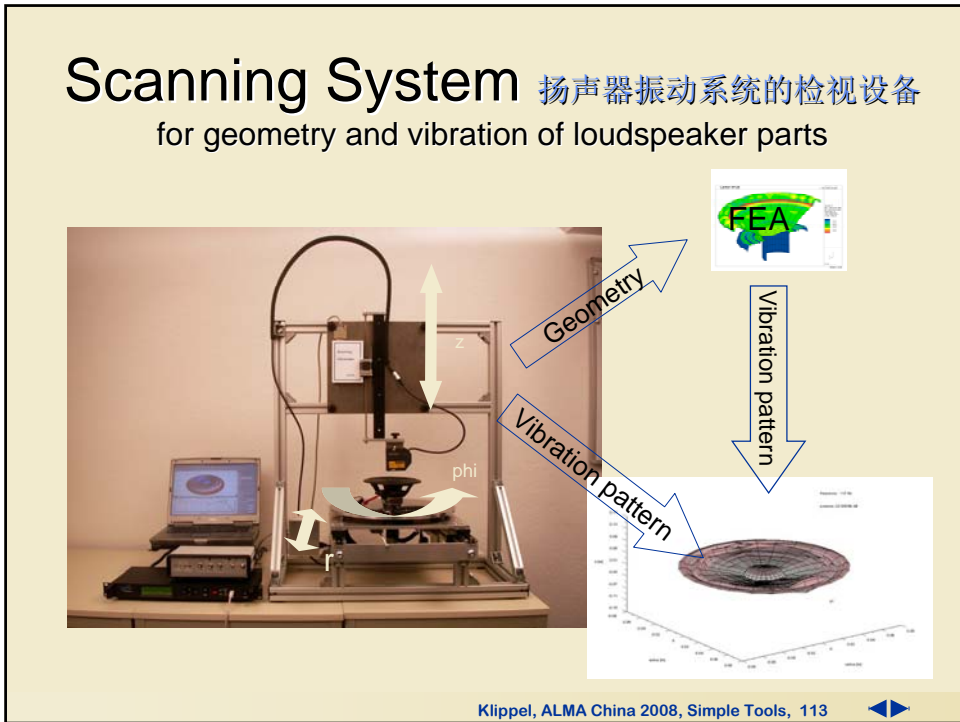 Scanning System 扬声器振动系统的检视设备
for geometry and vibration of loudspeaker parts
FEA
Geometry
Vibration pattern
Vibration pattern
z
phi
r
Klippel, ALMA China 2008, Simple Tools, 113